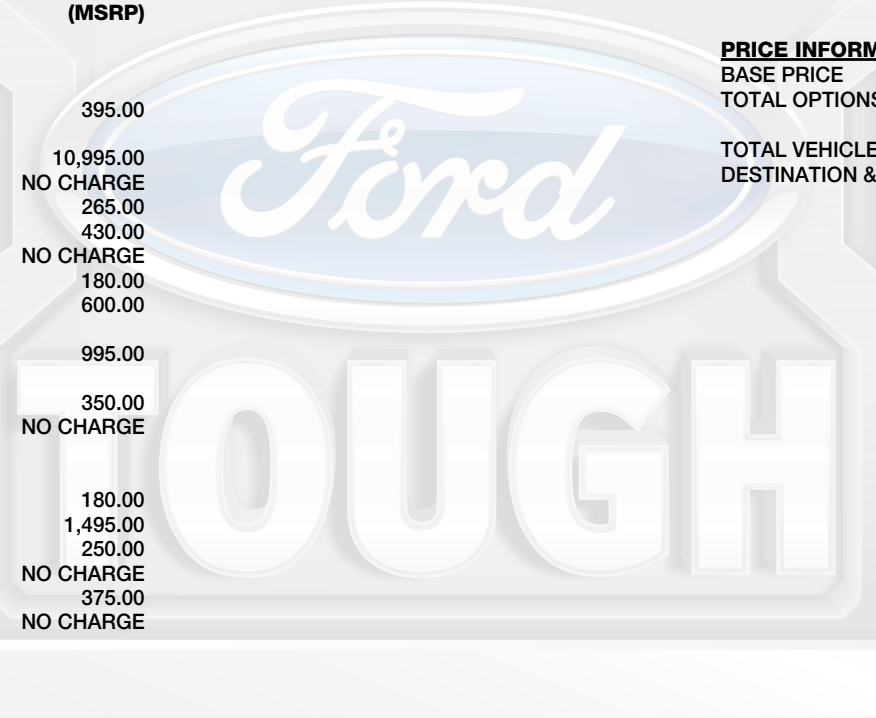 (MSRP)
395.00
10,995.00
NO CHARGE
265.00
430.00
NO CHARGE
180.00
600.00
995.00
350.00
NO CHARGE
180.00
1,495.00
250.00
NO CHARGE
375.00
NO CHARGE
PRICE INFORM
BASE PRICE
TOTAL OPTIONS
TOTAL VEHICLE
DESTINATION &
Ford
TOUGH